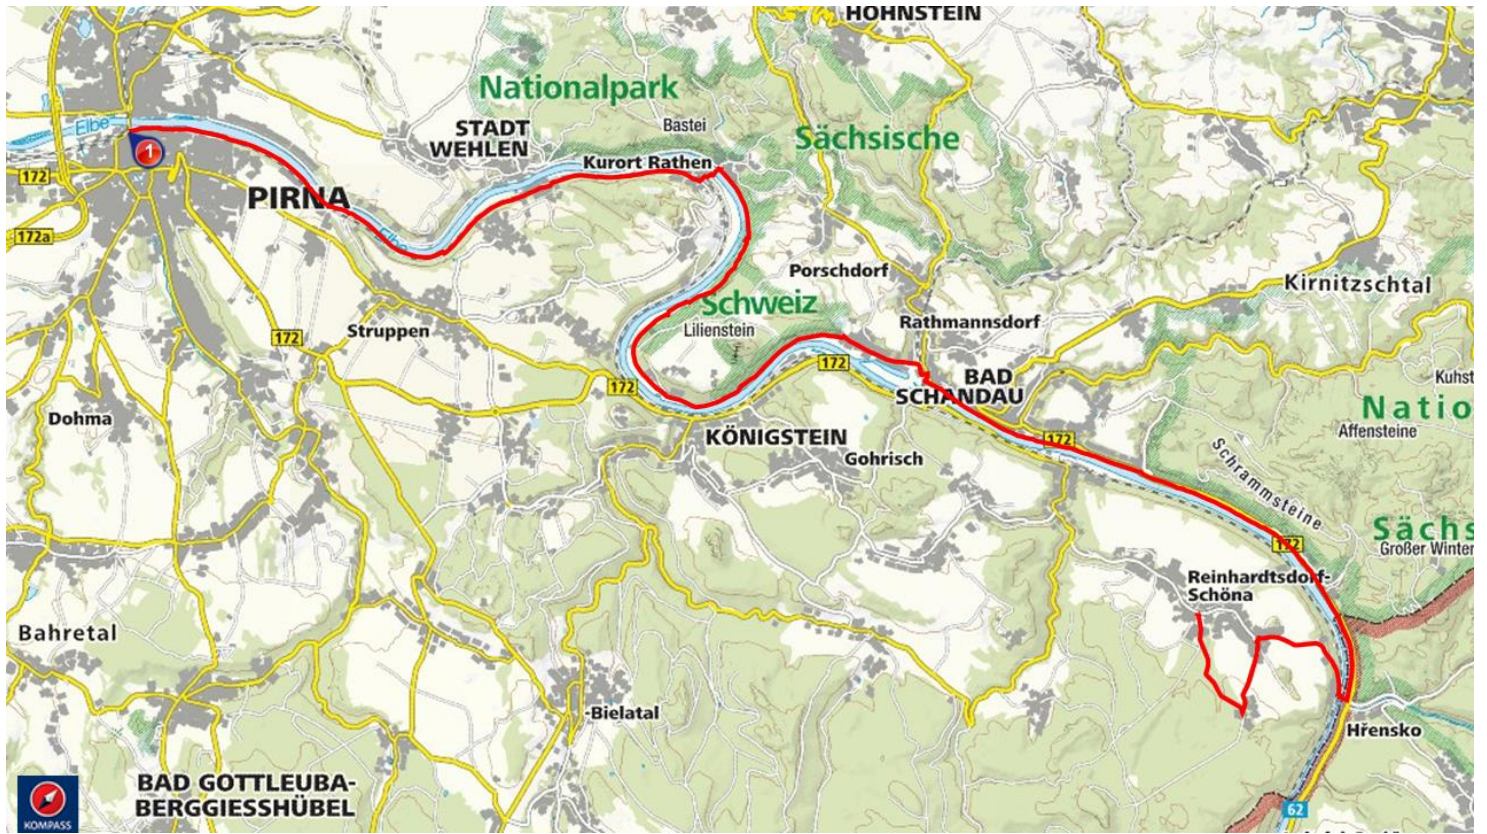 HOHNSTEIN
Nationalpark
Elbe
STADT
WEHLEN
Bastei
Sächsische
1
Kurort Rathen
172
PIRNA
172a
Elbe
Porschdorf
Kirnitzschtal
Schweiz
Lilienstein
Struppen
172
Rathmannsdorf
172
172
BAD
SCHANDAU
Kuhst
Natio
Dohma
Affensteine
KÖNIGSTEIN
172
Gohrisch
Schrammsteine
Sächs
172
Großer Winter
Reinhardtsdorf-
Schöna
Bahretal
-Bielatal
Hřensko
BAD GOTTLEUBA-
BERGGIESSHÜBEL
62
KOMPASS